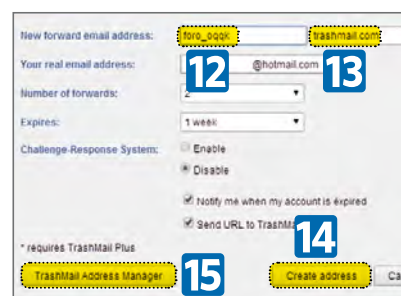 New forward email address: foro_oqqk trashmail.com
12 13
Your real email address: @hotmail.com
Number of forwards: 2
Expires: 1 week
Challenge-Response System: Enable
Disable
Notify me when my account is expired
Send URL to TrashMa
14
* requires TrashMail Plus
TrashMail Address Manager 15 Create address Ca